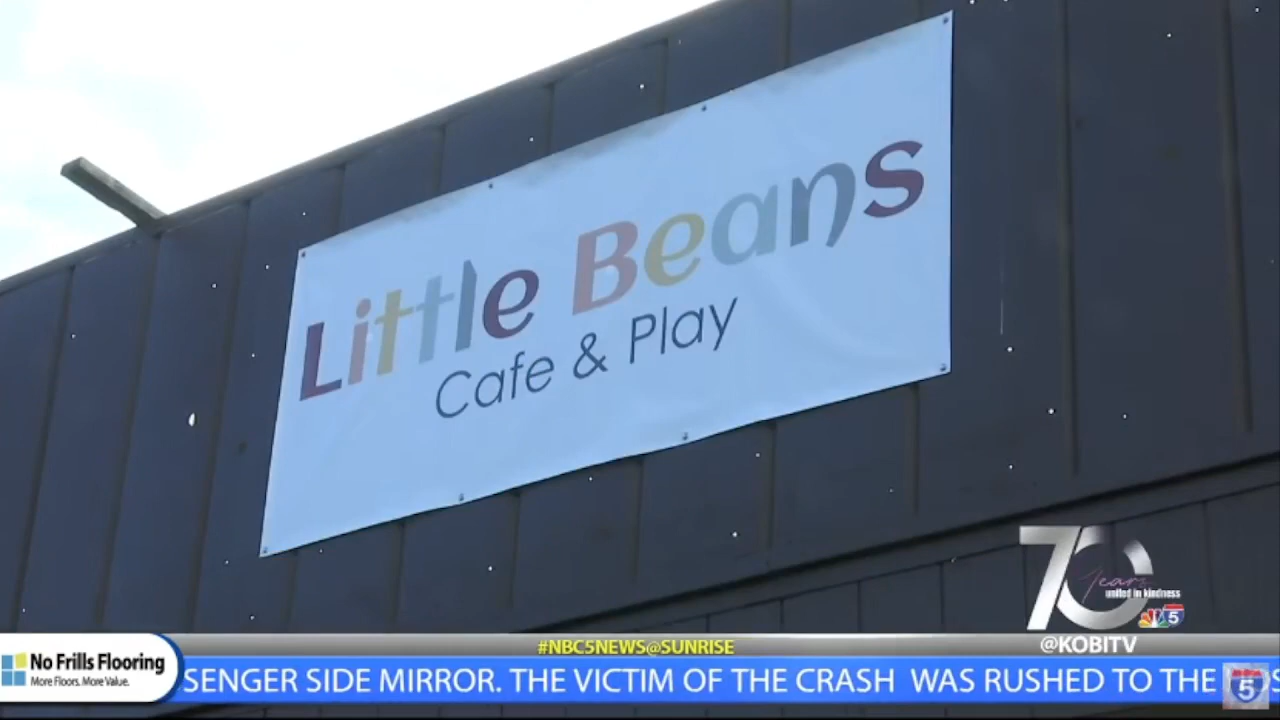 Little Beans
Cafe & Play
70
Years
united in kindness
5
#NBC5NEWS@SUNRISE
@KOBITV
No Frills Flooring
More Floors. More Value.
SENGER SIDE MIRROR. THE VICTIM OF THE CRASH WAS RUSHED TO THE
5